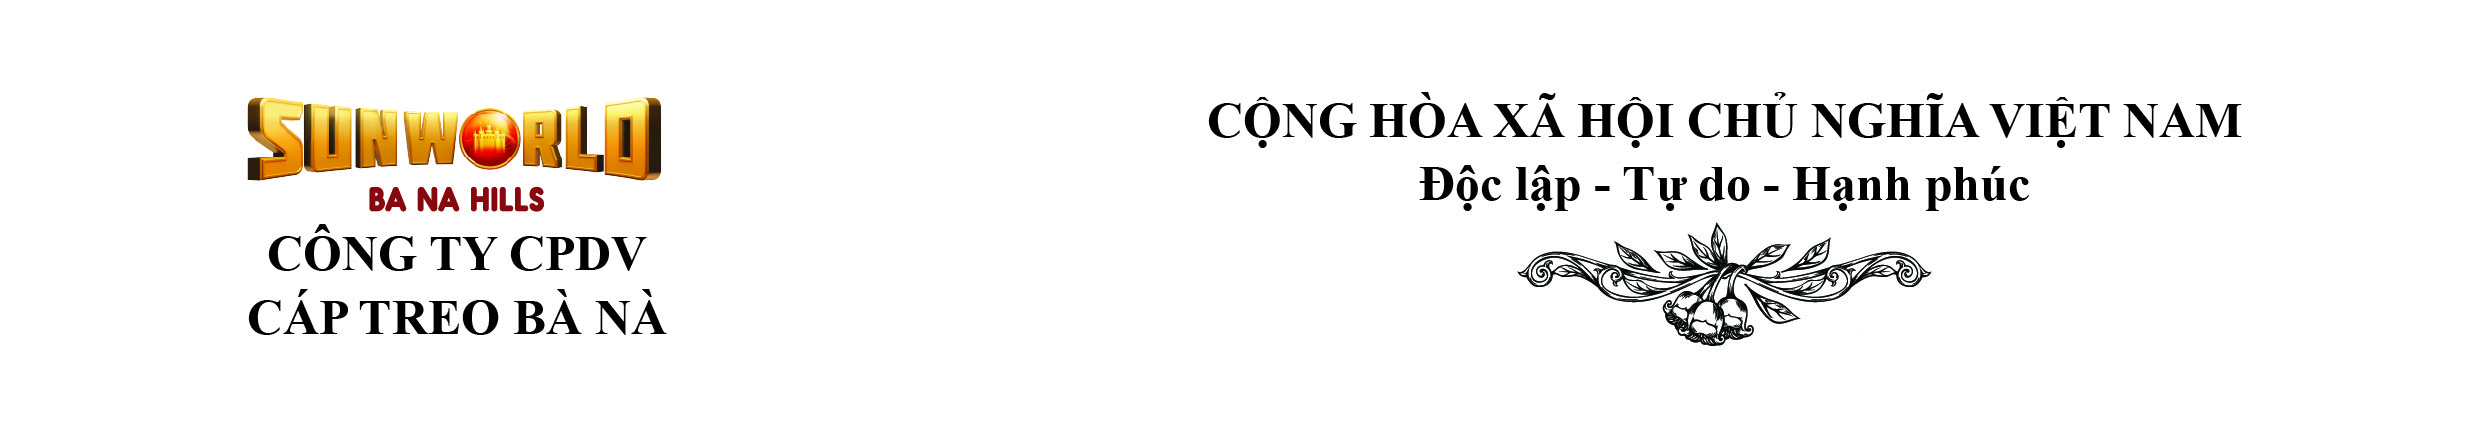 SUNWORLD
BA NA HILLS
CÔNG TY CPDV
CÁP TREO BÀ NÀ
CỘNG HÒA XÃ HỘI CHỦ NGHĨA VIỆT NAM
Độc lập - Tự do - Hạnh phúc